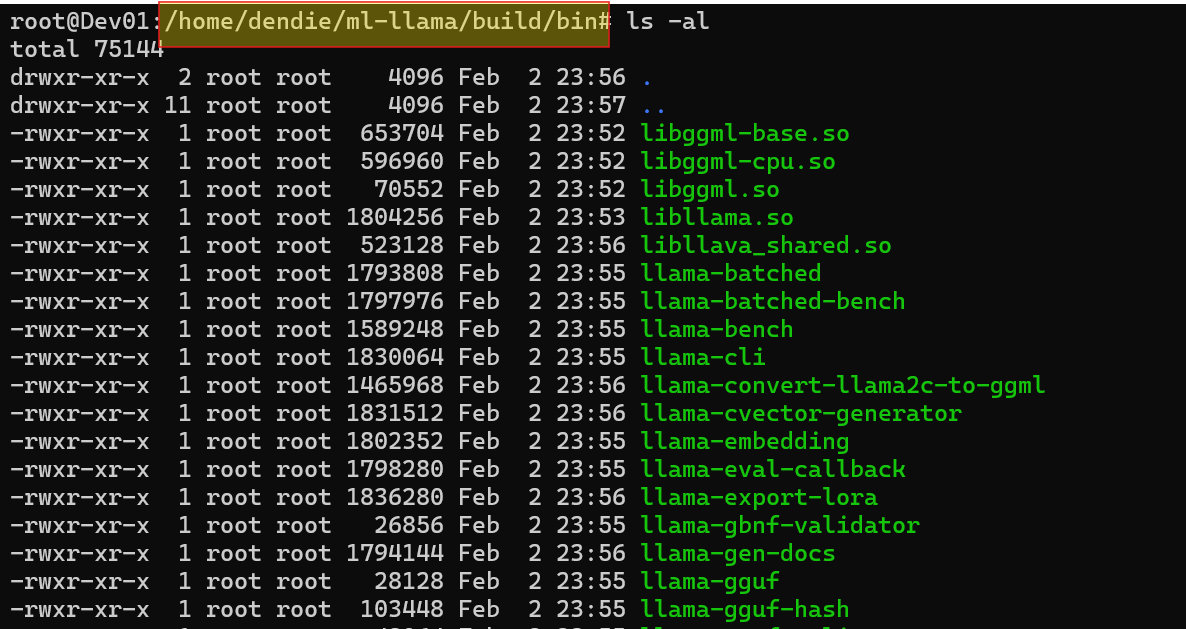 root@Dev01:/home/dendie/ml-llama/build/bin# ls -al
total 75144
drwxr-xr-x  2 root root    4096 Feb  2 23:56 .
drwxr-xr-x 11 root root    4096 Feb  2 23:57 ..
-rwxr-xr-x  1 root root  653704 Feb  2 23:52 libggml-base.so
-rwxr-xr-x  1 root root  596960 Feb  2 23:52 libggml-cpu.so
-rwxr-xr-x  1 root root   70552 Feb  2 23:52 libggml.so
-rwxr-xr-x  1 root root 1804256 Feb  2 23:53 libllama.so
-rwxr-xr-x  1 root root  523128 Feb  2 23:56 libllava_shared.so
-rwxr-xr-x  1 root root 1793808 Feb  2 23:55 llama-batched
-rwxr-xr-x  1 root root 1797976 Feb  2 23:55 llama-batched-bench
-rwxr-xr-x  1 root root 1589248 Feb  2 23:55 llama-bench
-rwxr-xr-x  1 root root 1830064 Feb  2 23:55 llama-cli
-rwxr-xr-x  1 root root 1465968 Feb  2 23:56 llama-convert-llama2c-to-ggml
-rwxr-xr-x  1 root root 1831512 Feb  2 23:56 llama-cvector-generator
-rwxr-xr-x  1 root root 1802352 Feb  2 23:55 llama-embedding
-rwxr-xr-x  1 root root 1798280 Feb  2 23:55 llama-eval-callback
-rwxr-xr-x  1 root root 1836280 Feb  2 23:56 llama-export-lora
-rwxr-xr-x  1 root root   26856 Feb  2 23:55 llama-gbnf-validator
-rwxr-xr-x  1 root root 1794144 Feb  2 23:56 llama-gen-docs
-rwxr-xr-x  1 root root   28128 Feb  2 23:55 llama-gguf
-rwxr-xr-x  1 root root  103448 Feb  2 23:55 llama-gguf-hash